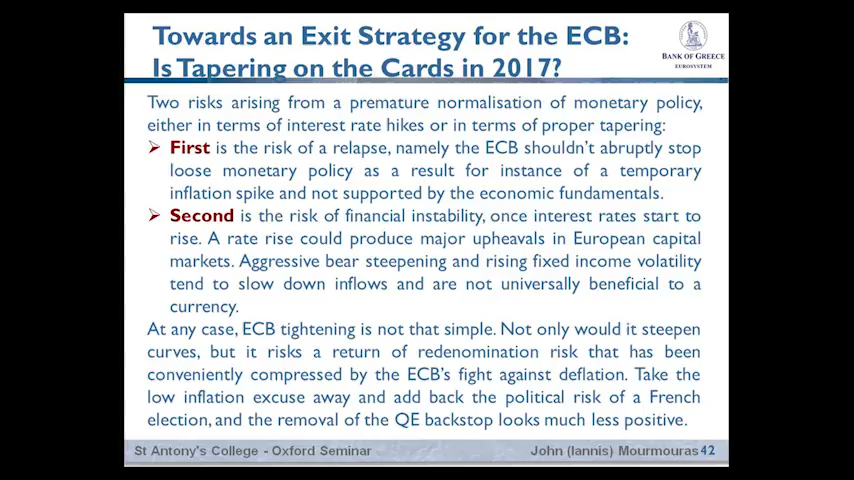 Towards an Exit Strategy for the ECB:
Is Tapering on the Cards in 2017?
BANK OF GREECE
EUROSYSTEM
Two risks arising from a premature normalisation of monetary policy,
either in terms of interest rate hikes or in terms of proper tapering:
➢ First is the risk of a relapse, namely the ECB shouldn't abruptly stop
loose monetary policy as a result for instance of a temporary
inflation spike and not supported by the economic fundamentals.
➢ Second is the risk of financial instability, once interest rates start to
rise. A rate rise could produce major upheavals in European capital
markets. Aggressive bear steepening and rising fixed income volatility
tend to slow down inflows and are not universally beneficial to a
currency.
At any case, ECB tightening is not that simple. Not only would it steepen
curves, but it risks a return of redenomination risk that has been
conveniently compressed by the ECB's fight against deflation. Take the
low inflation excuse away and add back the political risk of a French
election, and the removal of the QE backstop looks much less positive.
St Antony's College - Oxford Seminar
John (Iannis) Mourmouras 42